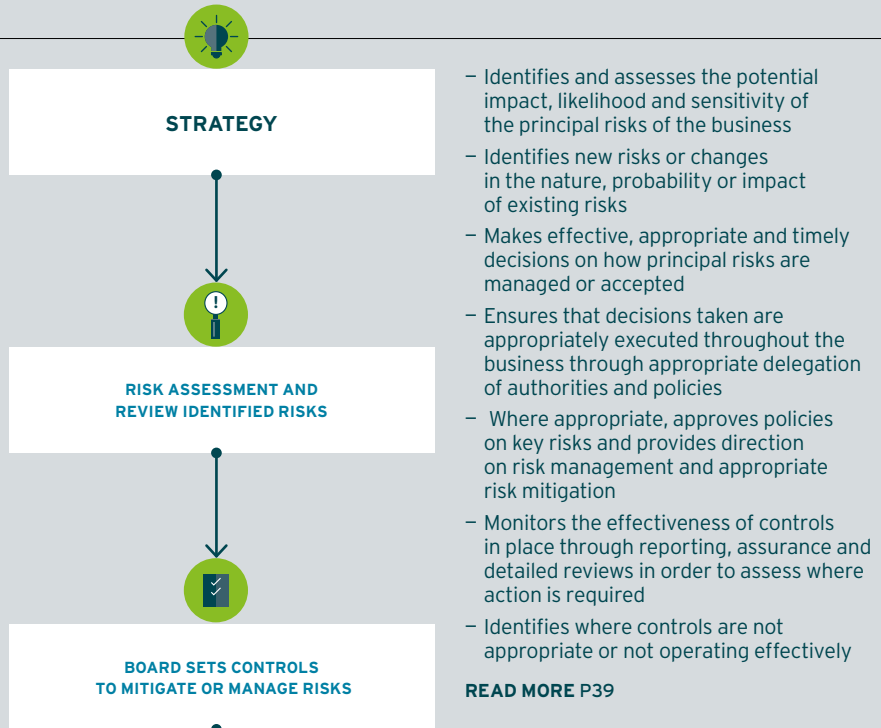 STRATEGY
RISK ASSESSMENT AND
REVIEW IDENTIFIED RISKS
BOARD SETS CONTROLS
TO MITIGATE OR MANAGE RISKS
– Identifies and assesses the potential
impact, likelihood and sensitivity of
the principal risks of the business
– Identifies new risks or changes
in the nature, probability or impact
of existing risks
– Makes effective, appropriate and timely
decisions on how principal risks are
managed or accepted
– Ensures that decisions taken are
appropriately executed throughout the
business through appropriate delegation
of authorities and policies
– Where appropriate, approves policies
on key risks and provides direction
on risk management and appropriate
risk mitigation
– Monitors the effectiveness of controls
in place through reporting, assurance and
detailed reviews in order to assess where
action is required
– Identifies where controls are not
appropriate or not operating effectively
READ MORE P39